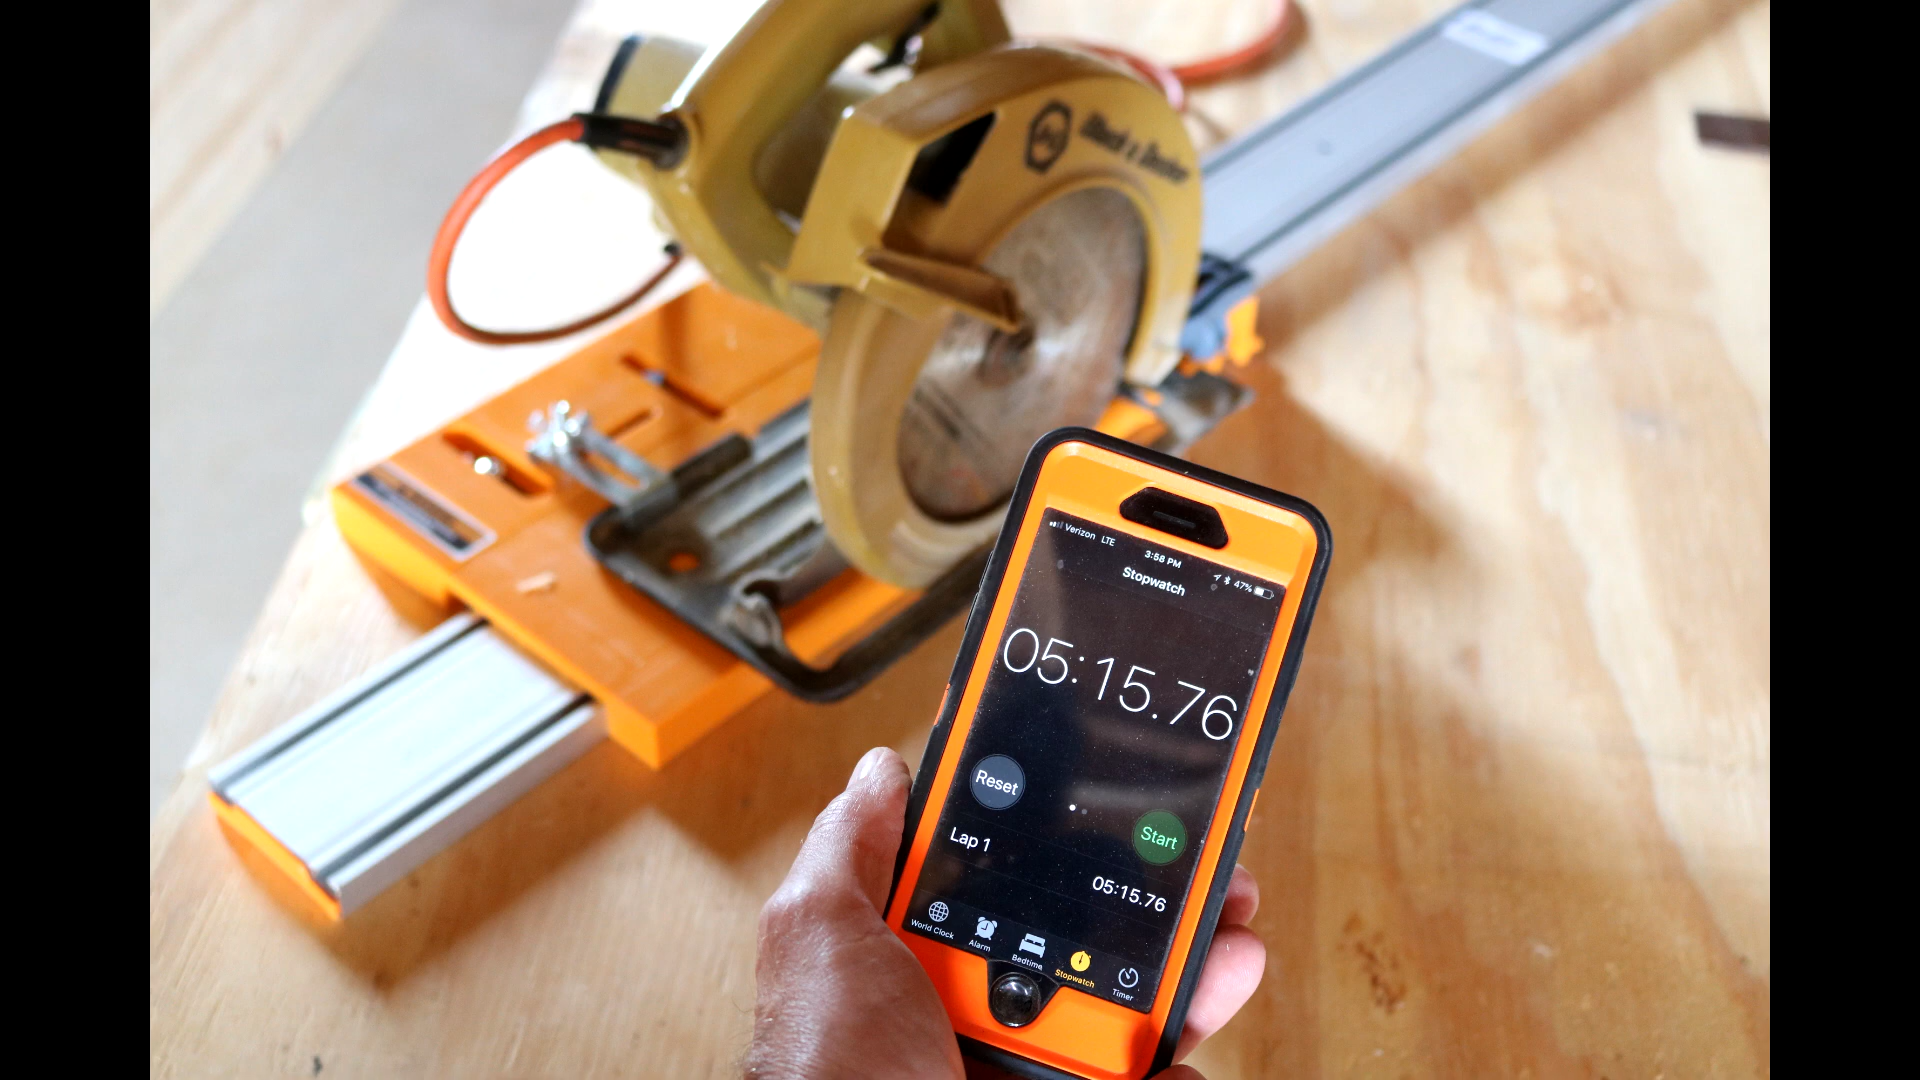 Black & Decker
Verizon LTE
3:58 PM
47%
Stopwatch
05:15.76
Reset
Start
Lap 1
05:15.76
World Clock
Alarm
Bedtime
Stopwatch
Timer